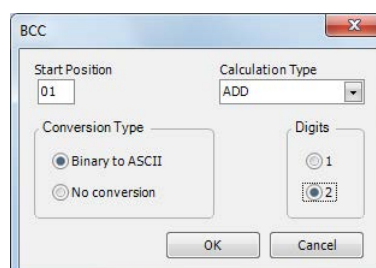 BCC
Start Position
Calculation Type
01
ADD
Conversion Type
Digits
Binary to ASCII
1
No conversion
2
OK
Cancel